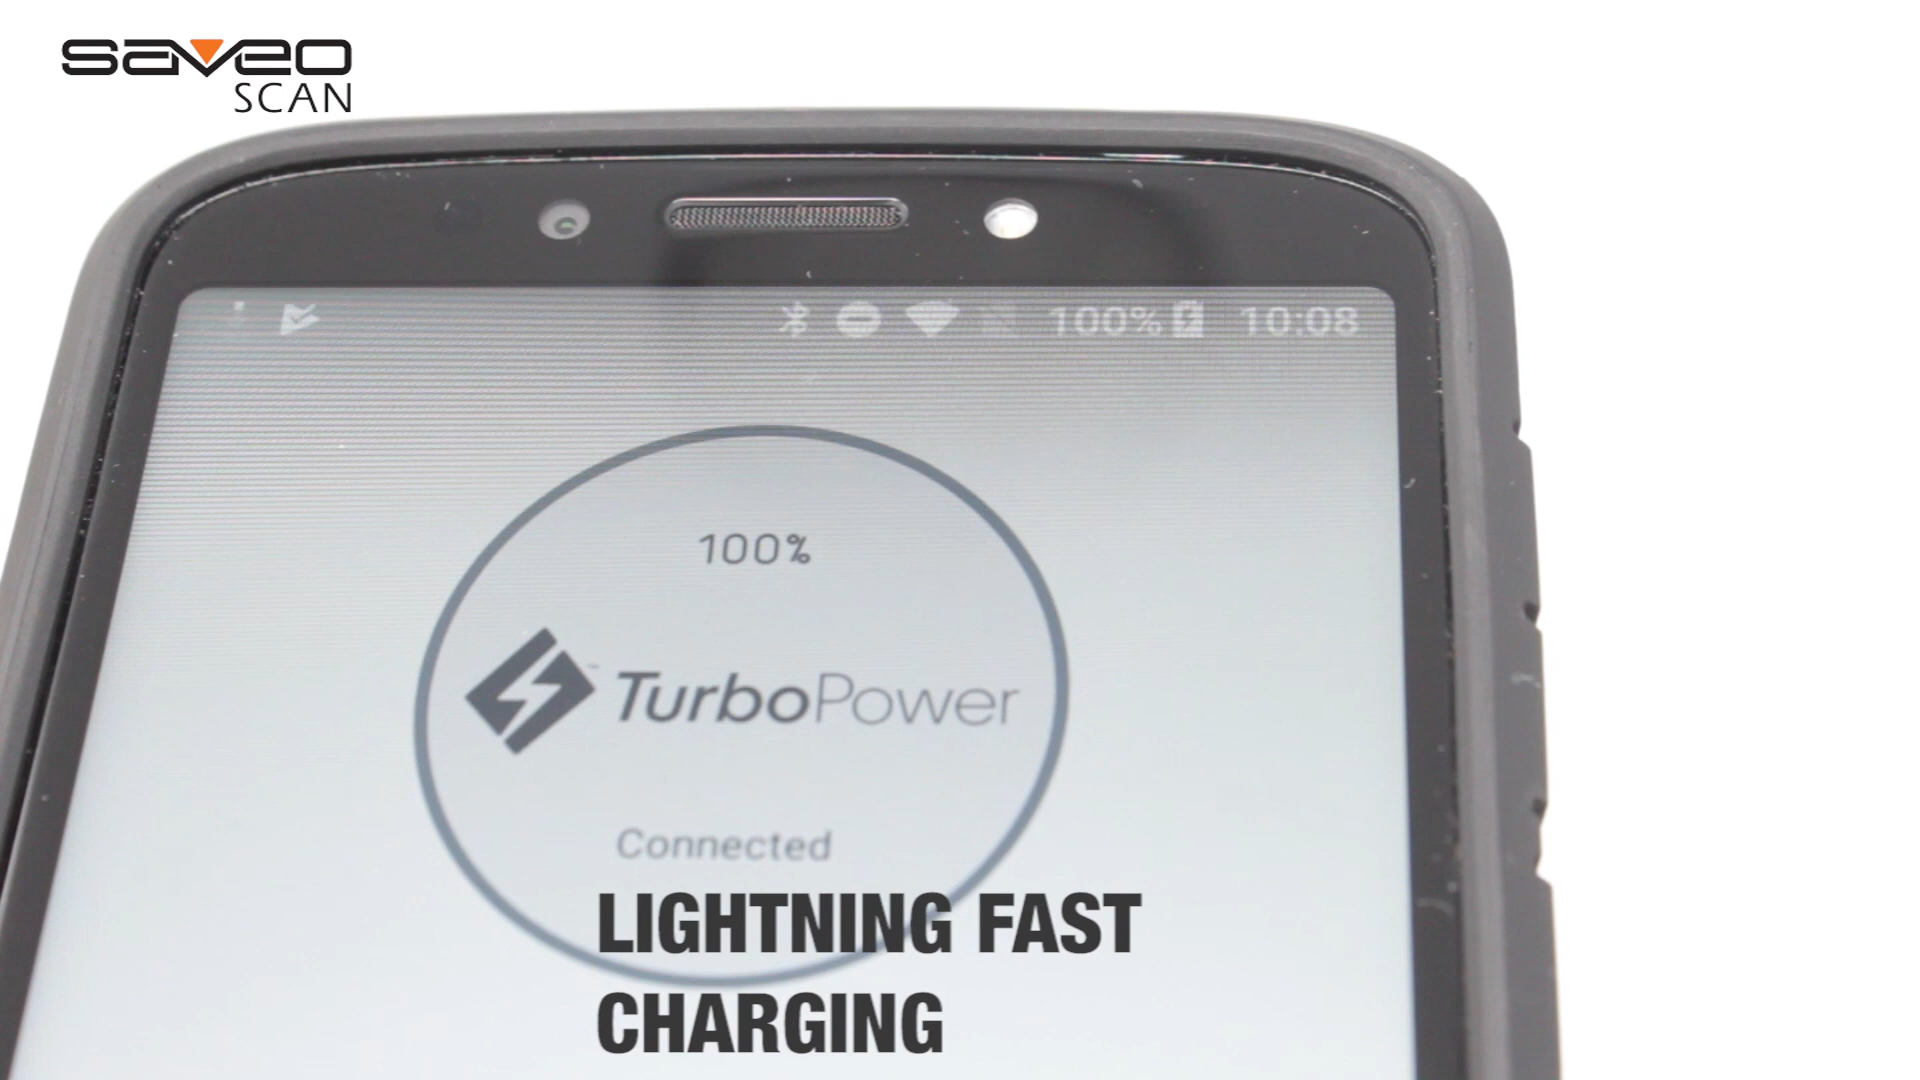 saveo
SCAN
100% 10:08
100%
TurboPower
Connected
LIGHTNING FAST
CHARGING